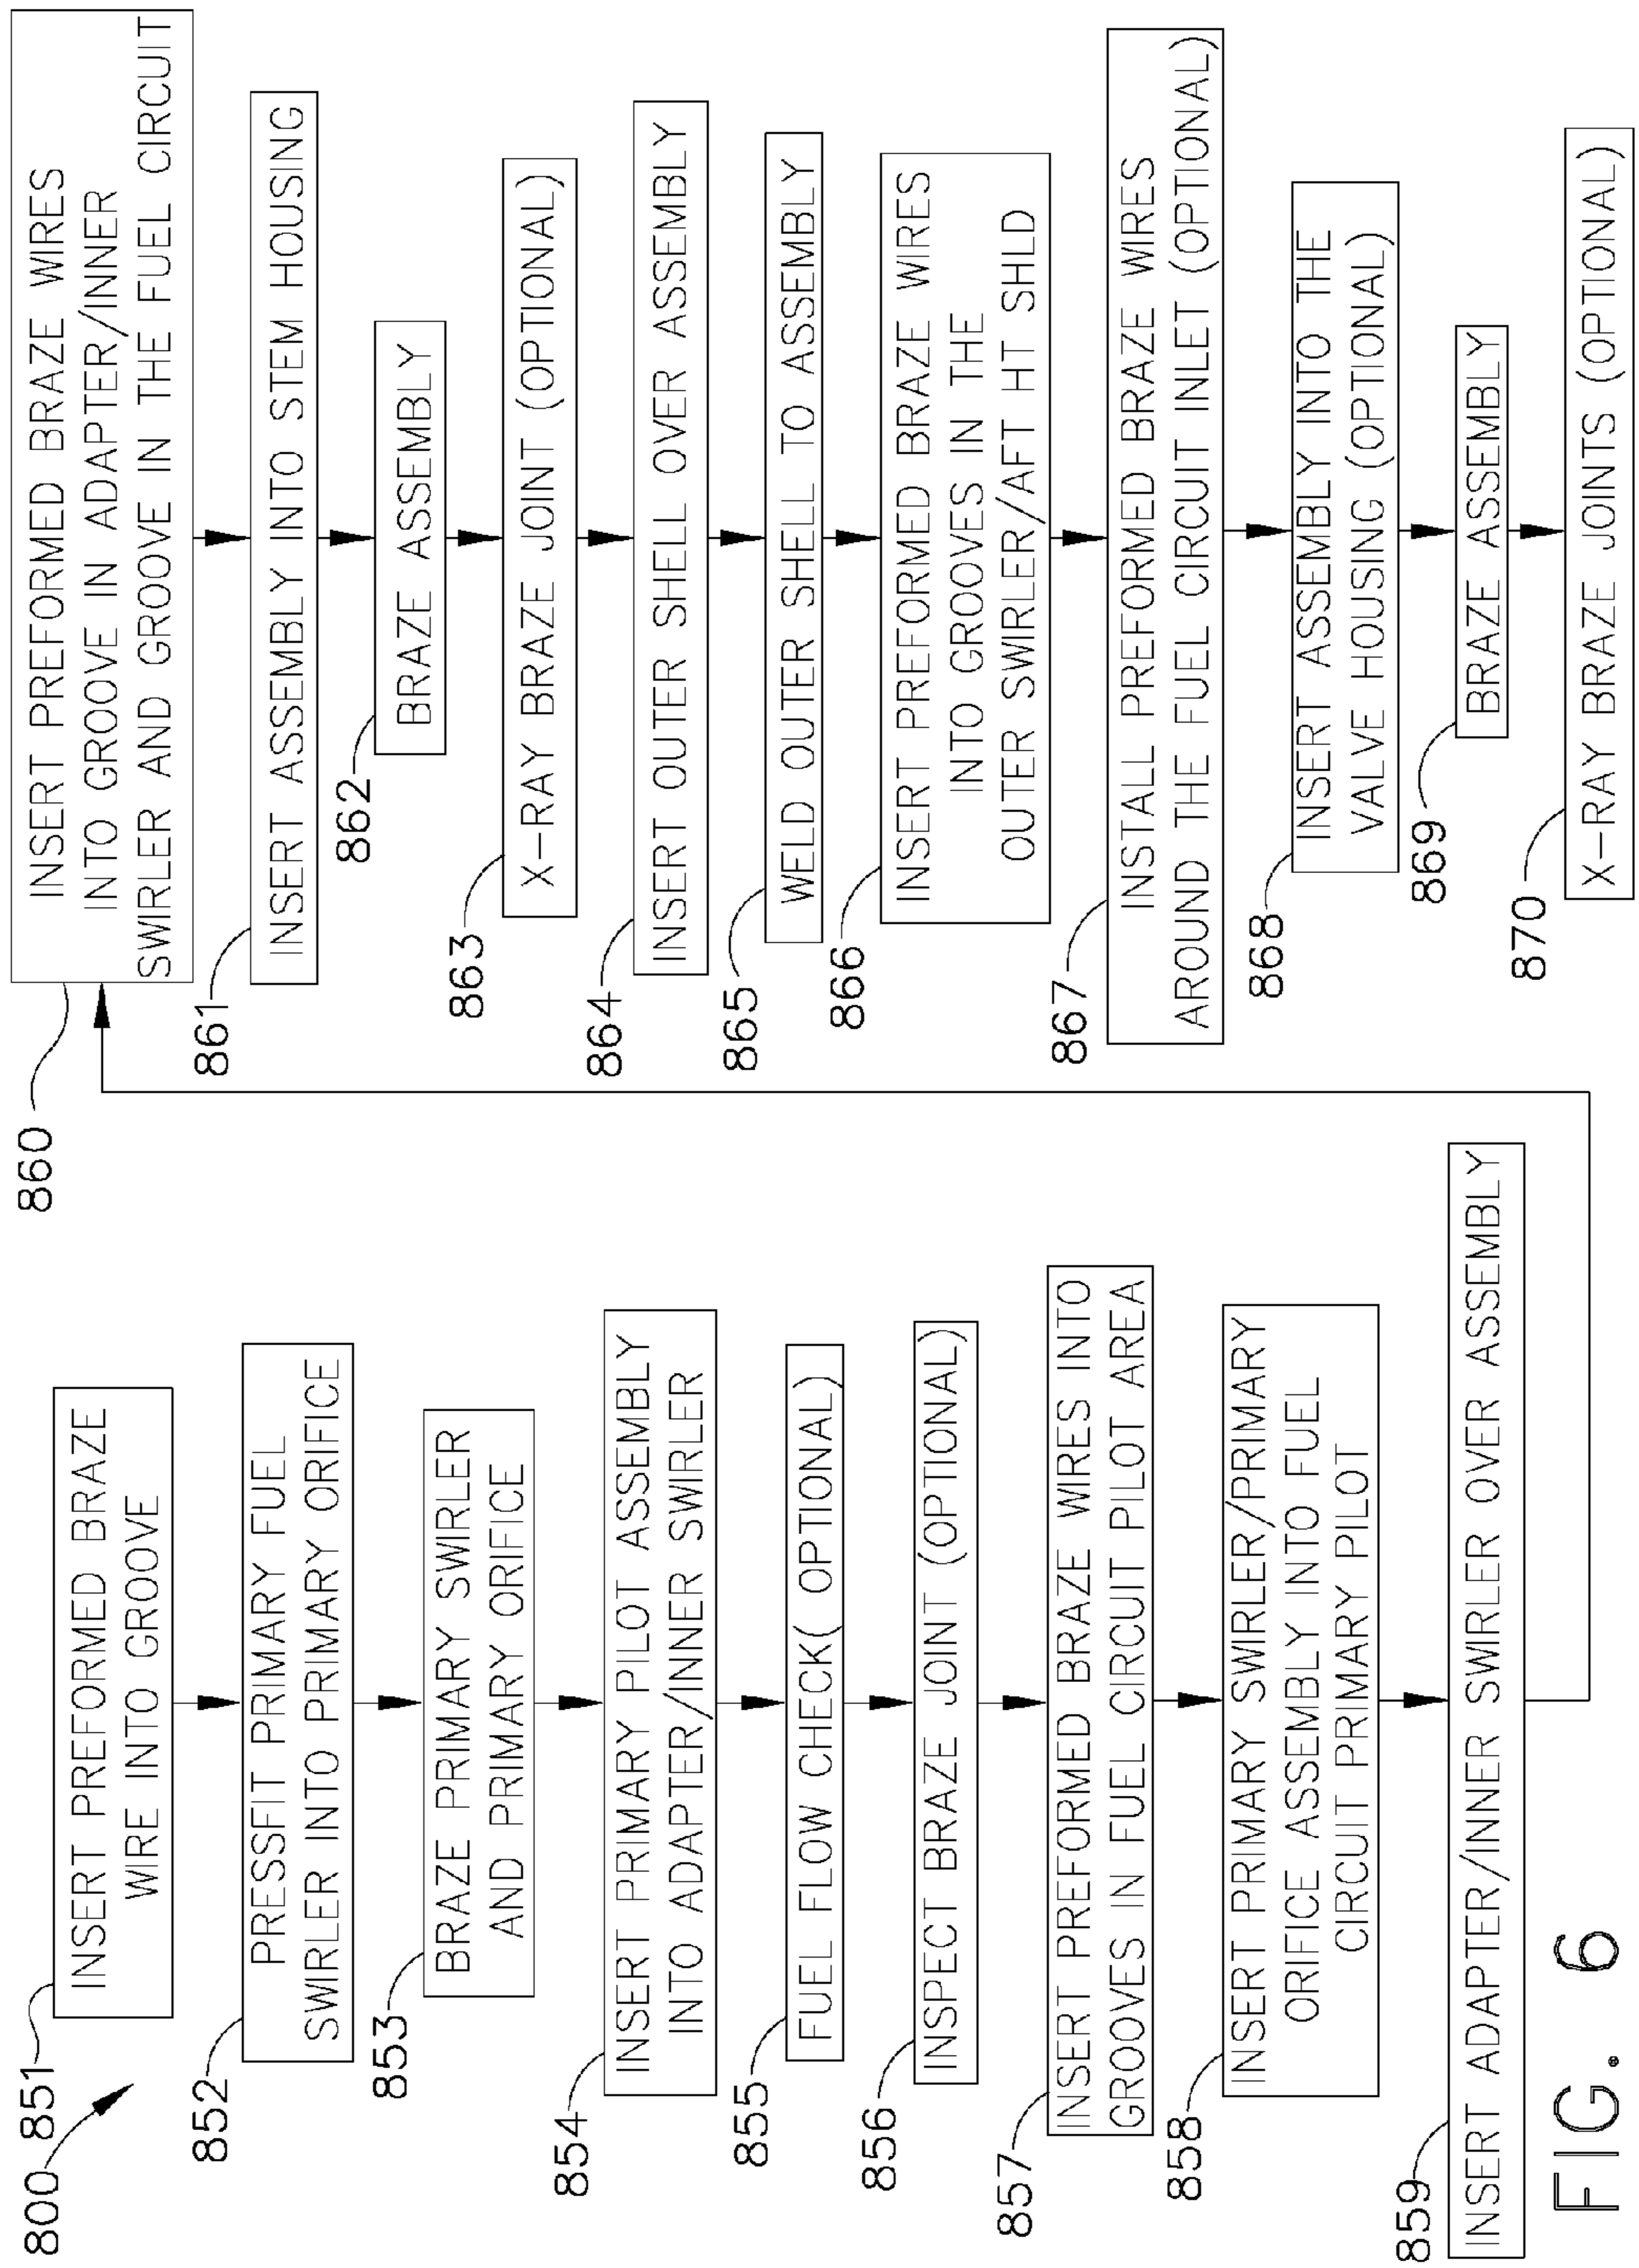 800
851
INSERT PREFORMED BRAZE
WIRE INTO GROOVE
852
PRESSFIT PRIMARY FUEL
SWIRLER INTO PRIMARY ORIFICE
853
BRAZE PRIMARY SWIRLER
AND PRIMARY ORIFICE
854
INSERT PRIMARY PILOT ASSEMBLY
INTO ADAPTER/INNER SWIRLER
855
FUEL FLOW CHECK( OPTIONAL)
856
INSPECT BRAZE JOINT (OPTIONAL)
857
INSERT PREFORMED BRAZE WIRES INTO
GROOVES IN FUEL CIRCUIT PILOT AREA
858
INSERT PRIMARY SWIRLER/PRIMARY
ORIFICE ASSEMBLY INTO FUEL
CIRCUIT PRIMARY PILOT
859
INSERT ADAPTER/INNER SWIRLER OVER ASSEMBLY
860
INSERT PREFORMED BRAZE WIRES
INTO GROOVE IN ADAPTER/INNER
SWIRLER AND GROOVE IN THE FUEL CIRCUIT
861
INSERT ASSEMBLY INTO STEM HOUSING
862
BRAZE ASSEMBLY
863
X-RAY BRAZE JOINT (OPTIONAL)
864
INSERT OUTER SHELL OVER ASSEMBLY
865
WELD OUTER SHELL TO ASSEMBLY
866
INSERT PREFORMED BRAZE WIRES
INTO GROOVES IN THE
OUTER SWIRLER/AFT HT SHLD
867
INSTALL PREFORMED BRAZE WIRES
AROUND THE FUEL CIRCUIT INLET (OPTIONAL)
868
INSERT ASSEMBLY INTO THE
VALVE HOUSING (OPTIONAL)
869
BRAZE ASSEMBLY
870
X-RAY BRAZE JOINTS (OPTIONAL)
FIG. 6